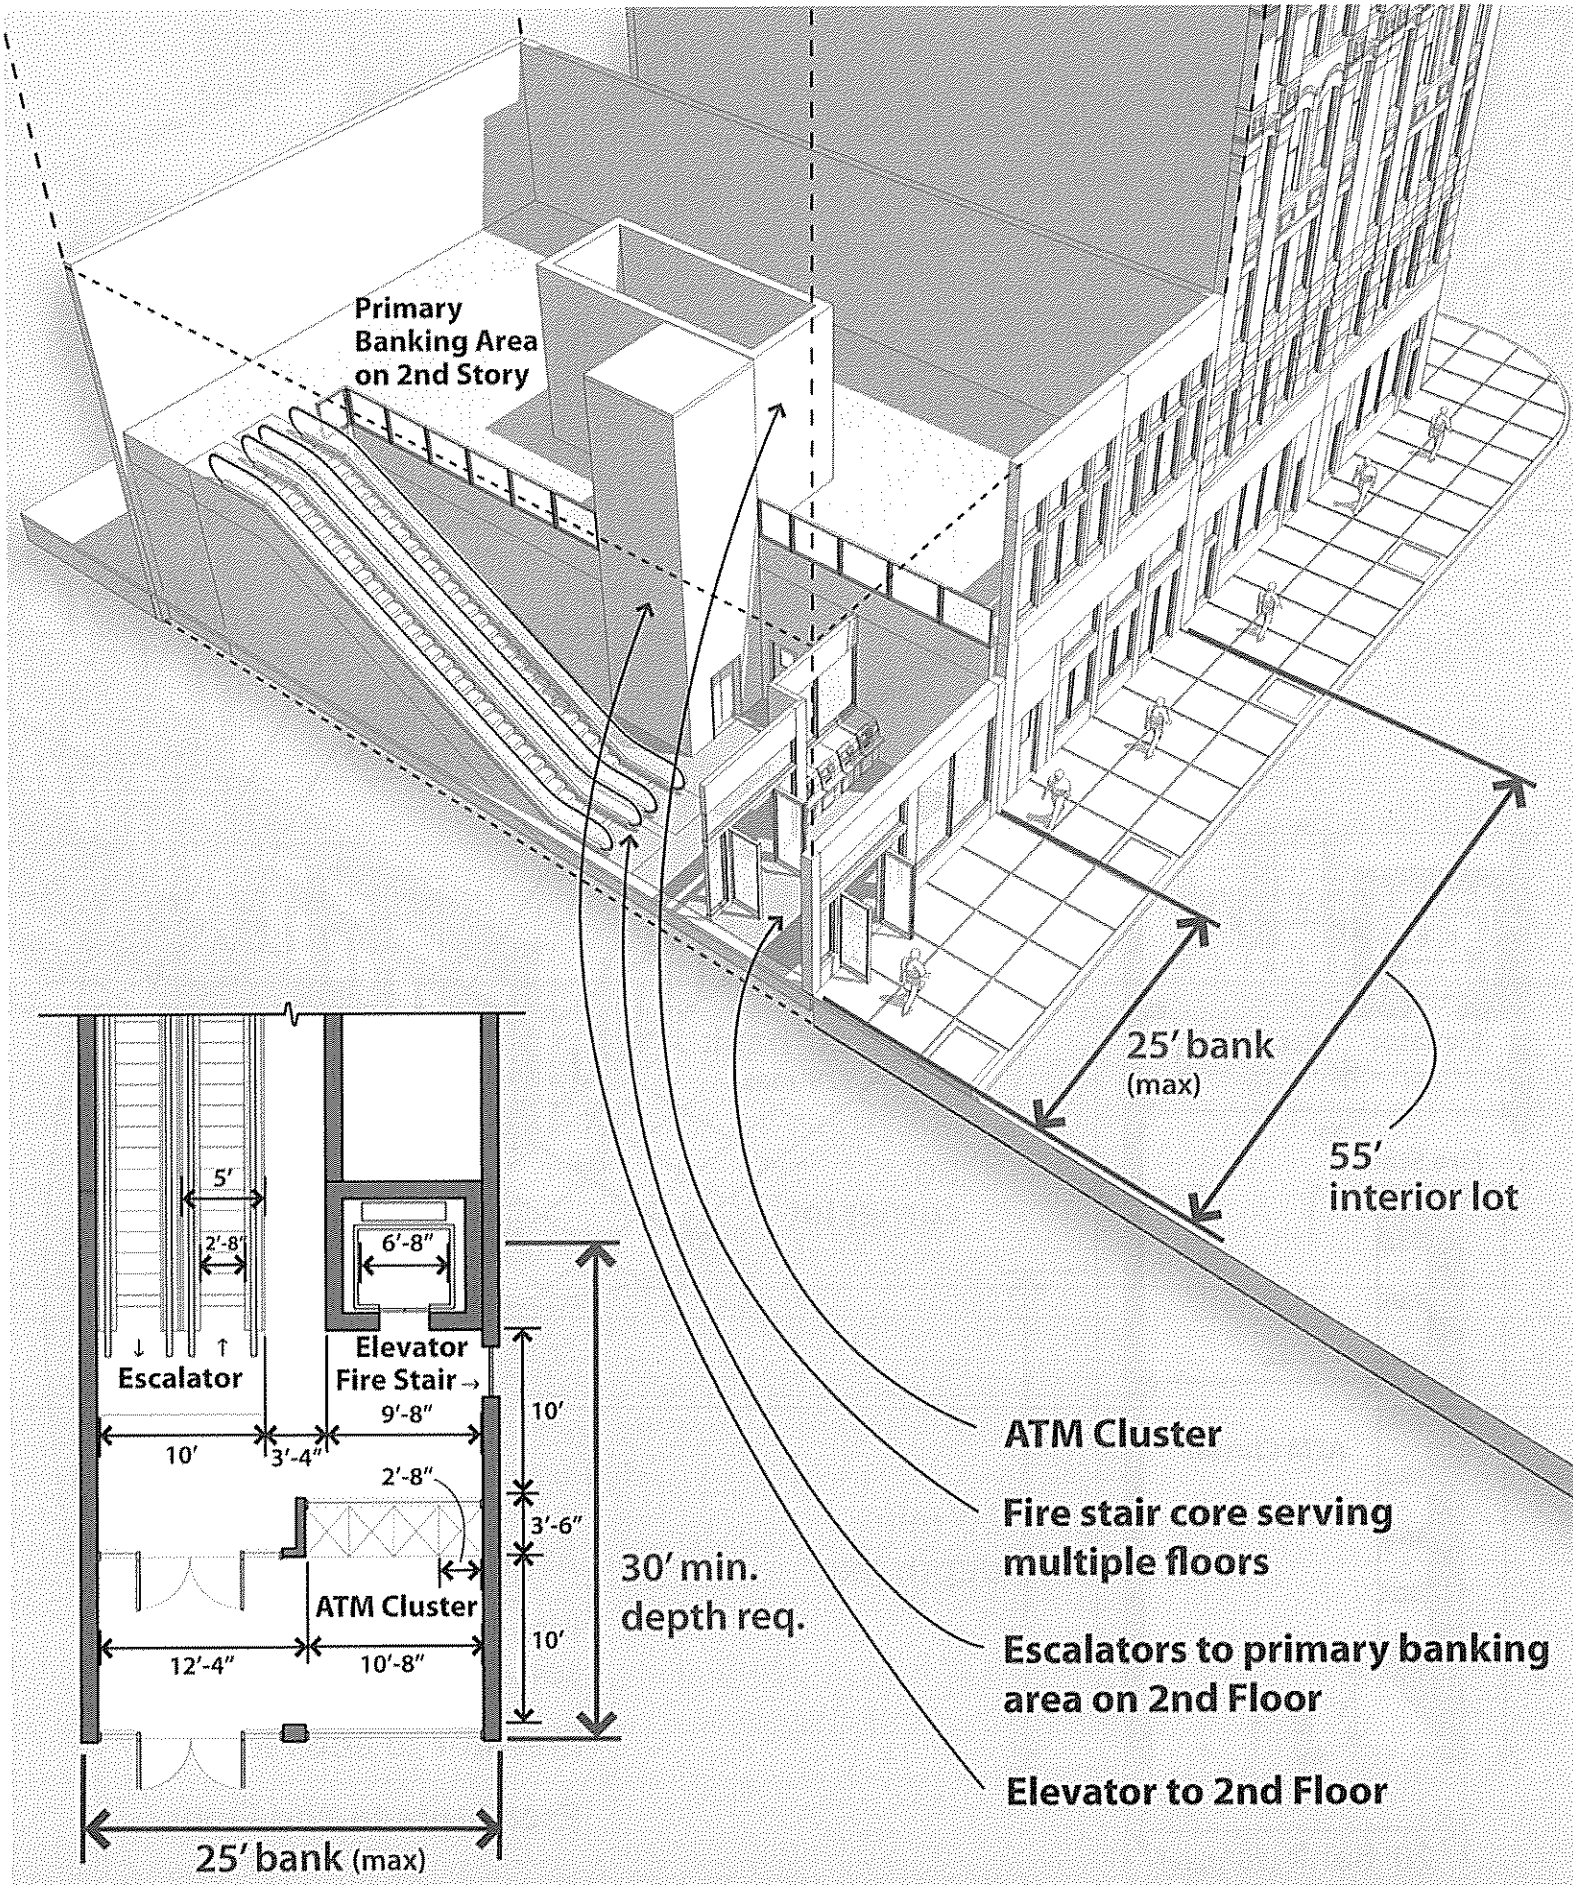 Primary
Banking Area
on 2nd Story
25' bank
(max)
55'
interior lot
5'
2'-8"
6'-8"
↓ ↑
Escalator
Elevator
Fire Stair →
10'
3'-4"
9'-8"
10'
2'-8"
3'-6"
ATM Cluster
12'-4"
10'-8"
10'
30' min.
depth req.
25' bank (max)
ATM Cluster
Fire stair core serving
multiple floors
Escalators to primary banking
area on 2nd Floor
Elevator to 2nd Floor